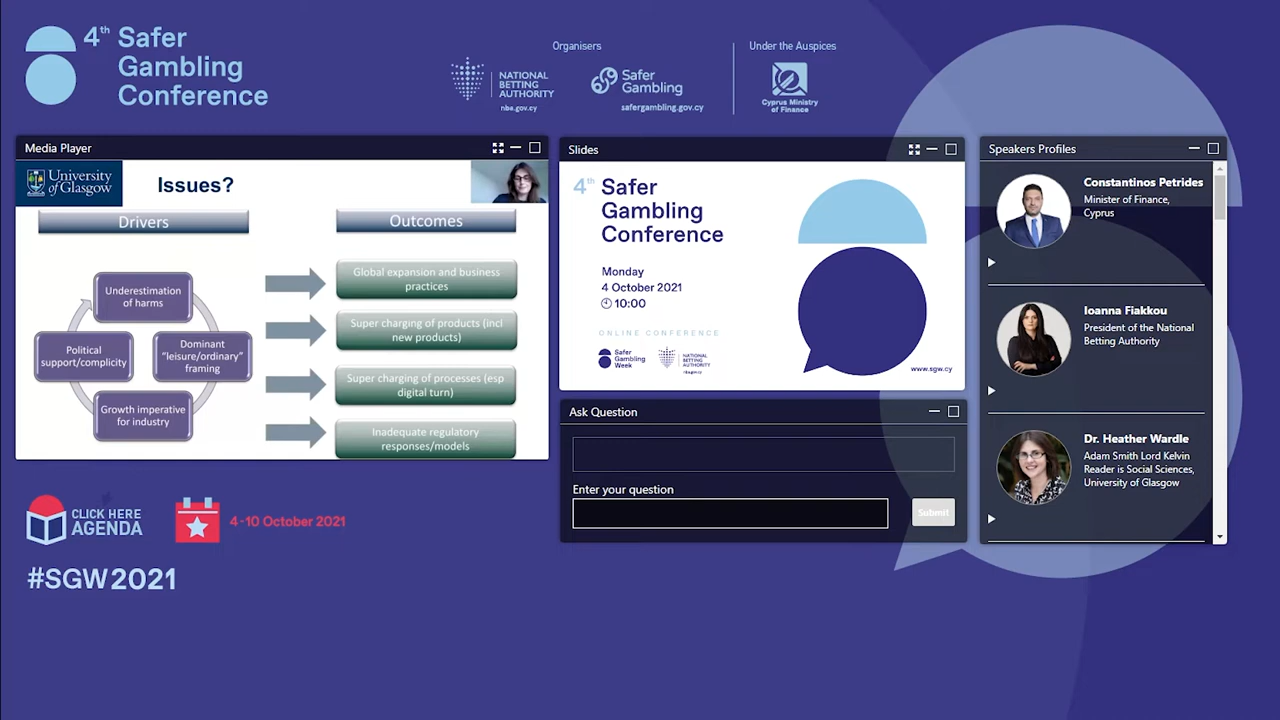 4th Safer
Gambling
Conference
Organisers
NATIONAL
BETTING
AUTHORITY
nba.gov.cy
Safer
Gambling
safergambling.gov.cy
Under the Auspices
Cyprus Ministry
of Finance
Media Player
University
of Glasgow
Issues?
Drivers
Outcomes
Underestimation
of harms
Dominant
“leisure/ordinary”
framing
Growth imperative
for industry
Political
support/complicity
Global expansion and business
practices
Super charging of products (incl
new products)
Super charging of processes (esp
digital turn)
Inadequate regulatory
responses/models
Slides
4th Safer
Gambling
Conference
Monday
4 October 2021
10:00
ONLINE CONFERENCE
Safer
Gambling
Week
NATIONAL
BETTING
AUTHORITY
www.sgw.cy
Ask Question
Enter your question
Submit
Speakers Profiles
Constantinos Petrides
Minister of Finance,
Cyprus
Ioanna Fiakkou
President of the National
Betting Authority
Dr. Heather Wardle
Adam Smith Lord Kelvin
Reader is Social Sciences,
University of Glasgow
CLICK HERE
AGENDA
4-10 October 2021
#SGW2021